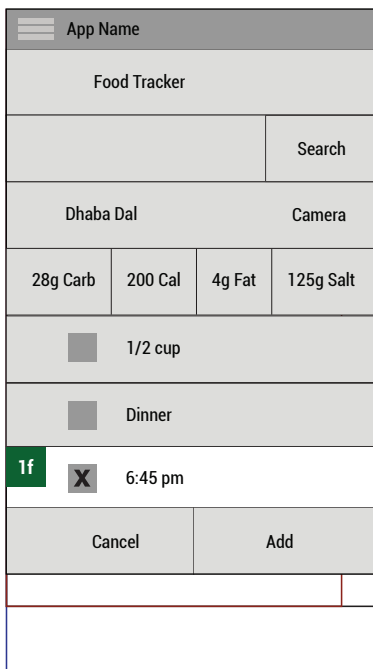 App Name
Food Tracker
Search
Dhaba Dal Camera
28g Carb 200 Cal 4g Fat 125g Salt
1/2 cup
Dinner
1f X 6:45 pm
Cancel Add